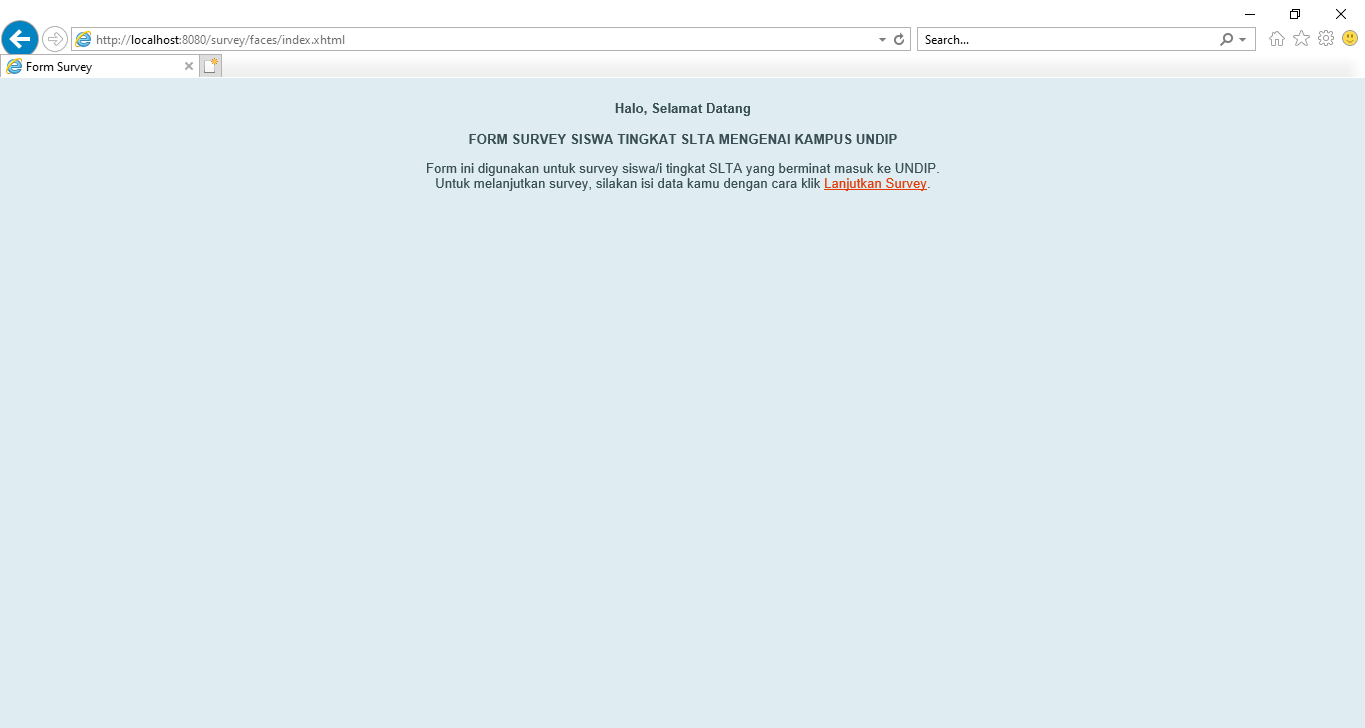 http://localhost:8080/survey/faces/index.xhtml
Search...
Form Survey
Halo, Selamat Datang
FORM SURVEY SISWA TINGKAT SLTA MENGENAI KAMPUS UNDIP
Form ini digunakan untuk survey siswa/i tingkat SLTA yang berminat masuk ke UNDIP.
Untuk melanjutkan survey, silakan isi data kamu dengan cara klik Lanjutkan Survey.